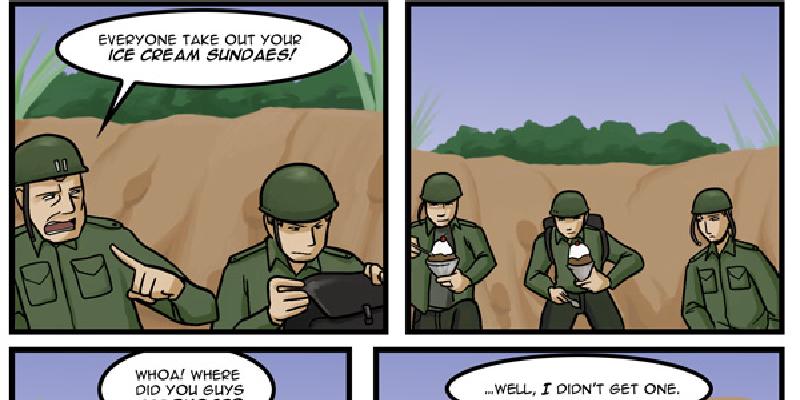 EVERYONE TAKE OUT YOUR
ICE CREAM SUNDAES!
WHOA! WHERE
DID YOU GUYS
...WELL, I DIDN'T GET ONE.